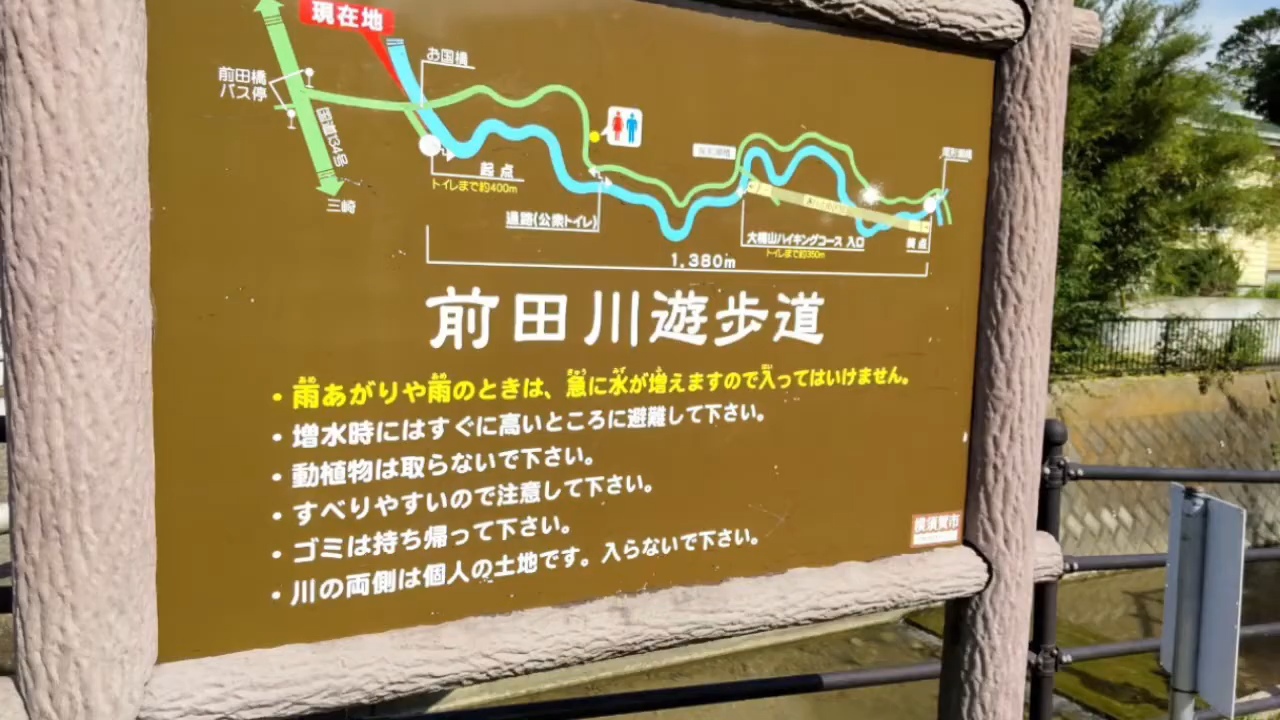 現在地
お国橋
前田橋
バス停
国道134号
三崎
起点
トイレまで約400m
通路(公衆トイレ)
大楠山ハイキングコース 入口
トイレまで約350m
終点
1,380m
前田川遊歩道
・雨あがりや雨のときは、急に水が増えますので入ってはいけません。
・増水時にはすぐに高いところに避難して下さい。
・動植物は取らないで下さい。
・すべりやすいので注意して下さい。
・ゴミは持ち帰って下さい。
・川の両側は個人の土地です。入らないで下さい。
横須賀市